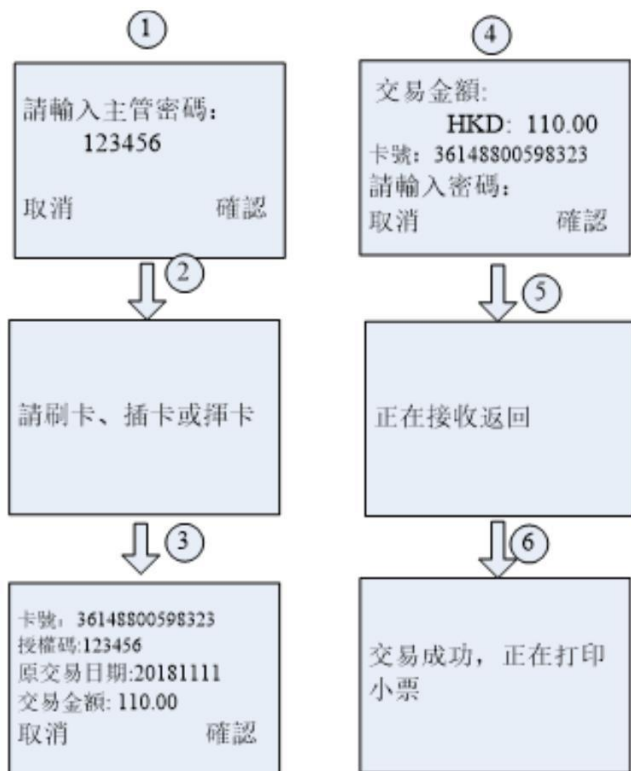 ①
請輸入主管密碼:
123456
取消 確認
②
請刷卡、插卡或揮卡
③
卡號: 36148800598323
授權碼:123456
原交易日期:20181111
交易金額: 110.00
取消 確認
④
交易金額:
HKD: 110.00
卡號: 36148800598323
請輸入密碼:
取消 確認
⑤
正在接收返回
⑥
交易成功，正在打印
小票